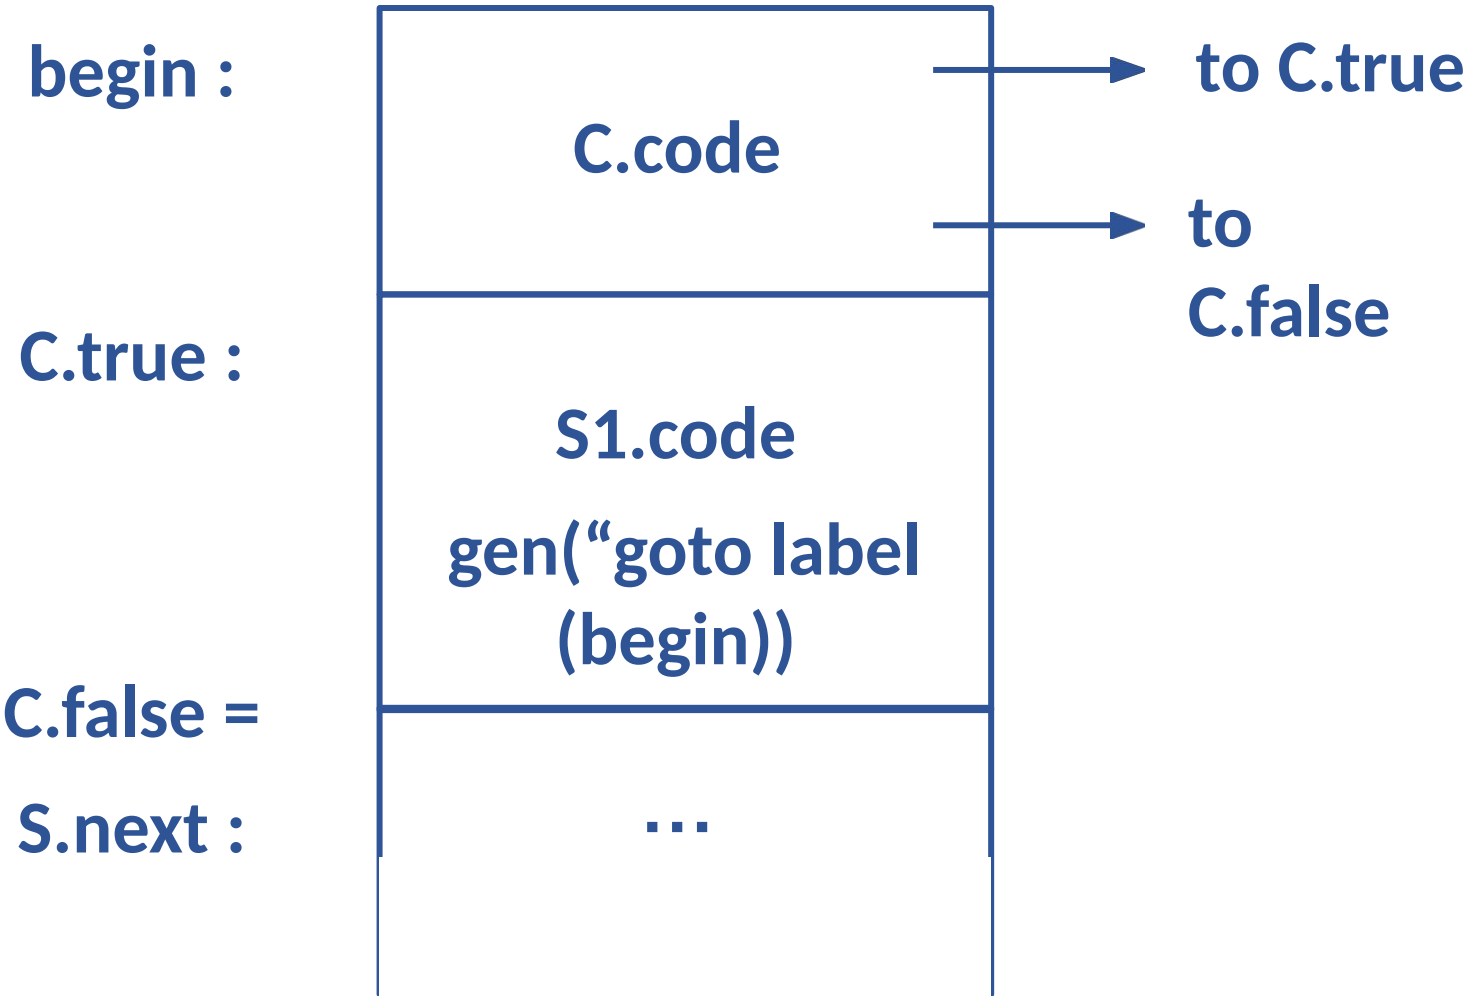 begin :
to C.true
C.code
to
C.false
C.true :
S1.code
gen(“goto label
(begin))
C.false =
S.next :
...